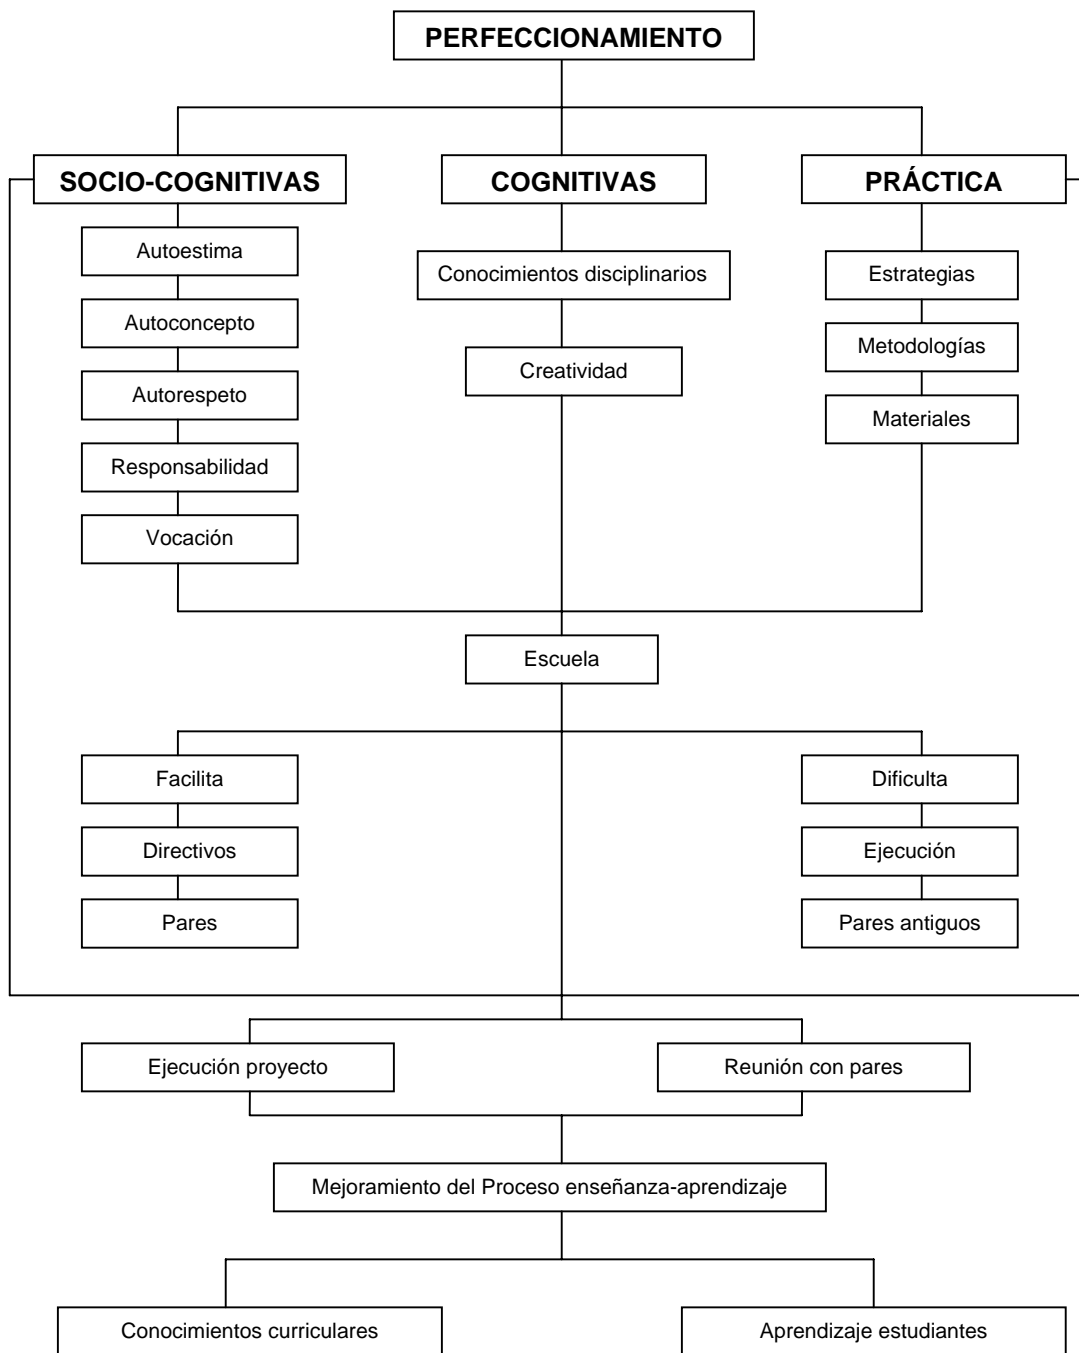 PERFECCIONAMIENTO
SOCIO-COGNITIVAS
COGNITIVAS
PRÁCTICA
Autoestima
Autoconcepto
Autorespeto
Responsabilidad
Vocación
Conocimientos disciplinarios
Creatividad
Estrategias
Metodologías
Materiales
Escuela
Facilita
Directivos
Pares
Dificulta
Ejecución
Pares antiguos
Ejecución proyecto
Reunión con pares
Mejoramiento del Proceso enseñanza-aprendizaje
Conocimientos curriculares
Aprendizaje estudiantes